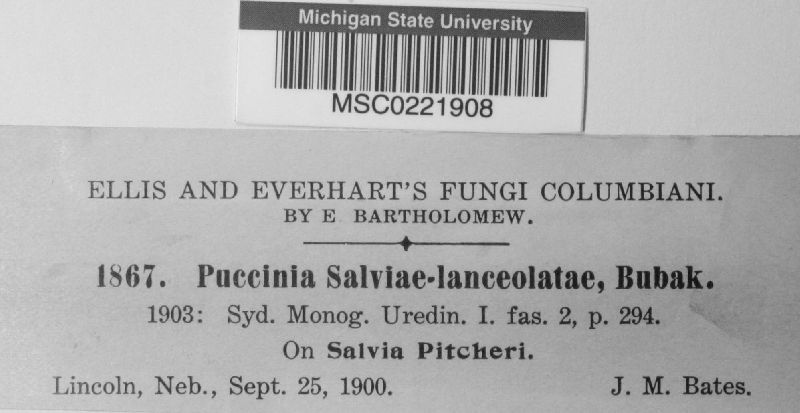 Michigan State University
MSC0221908
ELLIS AND EVERHART'S FUNGI COLUMBIANI.
BY E BARTHOLOMEW.
1867. Puccinia Salviae-lanceolatae, Bubak.
1903: Syd. Monog. Uredin. I. fas. 2, p. 294.
On Salvia Pitcheri.
Lincoln, Neb., Sept. 25, 1900. J. M. Bates.